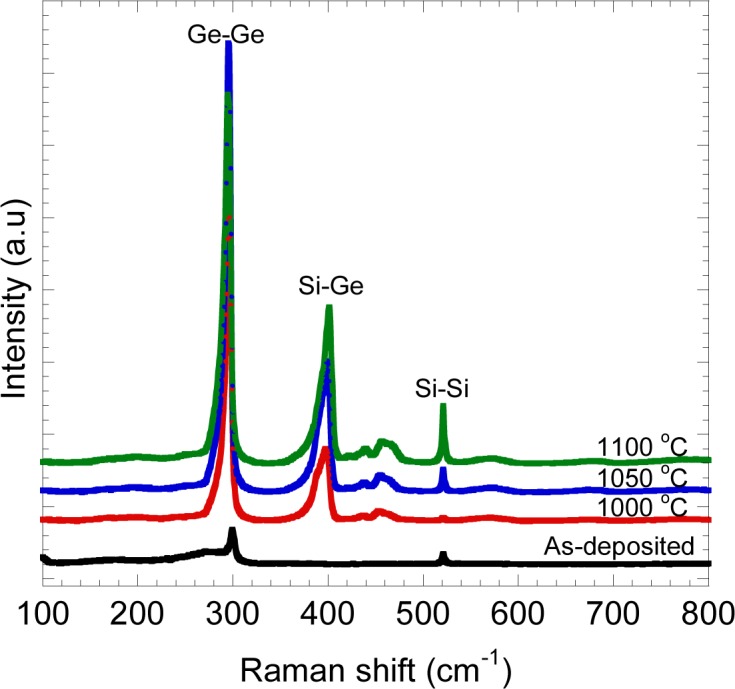 Ge-Ge
Si-Ge
Si-Si
1100 °C
1050 °C
1000 °C
As-deposited
Intensity (a.u)
100 200 300 400 500 600 700 800
Raman shift (cm⁻¹)